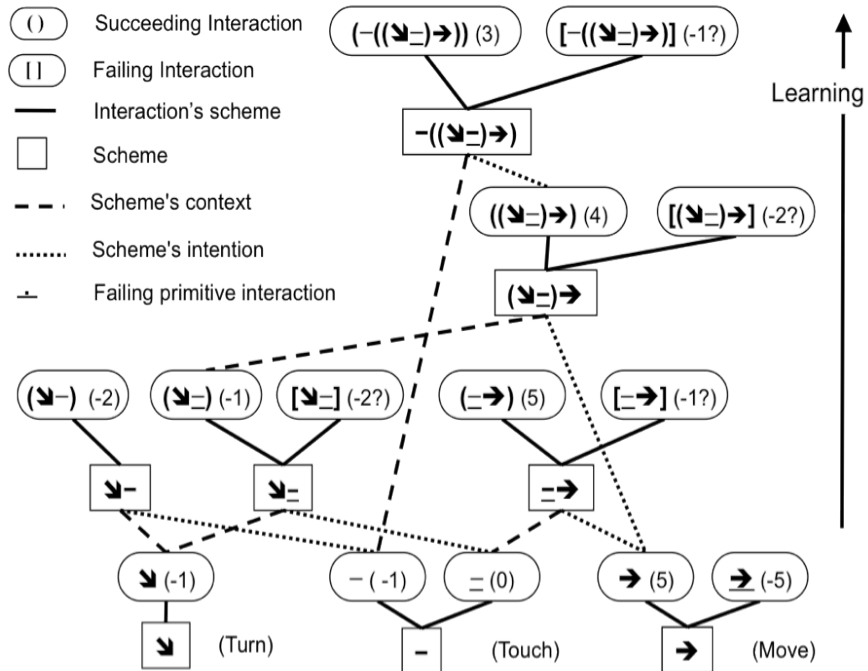 ( ) Succeeding Interaction
[ ] Failing Interaction
Interaction's scheme
Scheme
Scheme's context
Scheme's intention
Failing primitive interaction
Learning
(−((➘−̲)➔)) (3) [−((➘−̲)➔)] (-1?)
−((➘−̲)➔)
((➘−̲)➔) (4) [(➘−̲)➔] (-2?)
(➘−̲)➔
(➘−) (-2) (➘−̲) (-1) [➘−̲] (-2?) (−̲➔) (5) [−̲➔] (-1?)
➘− ➘−̲ −̲➔
➘ (-1) − (-1) −̲ (0) ➔ (5) ➔̲ (-5)
➘ (Turn) − (Touch) ➔ (Move)